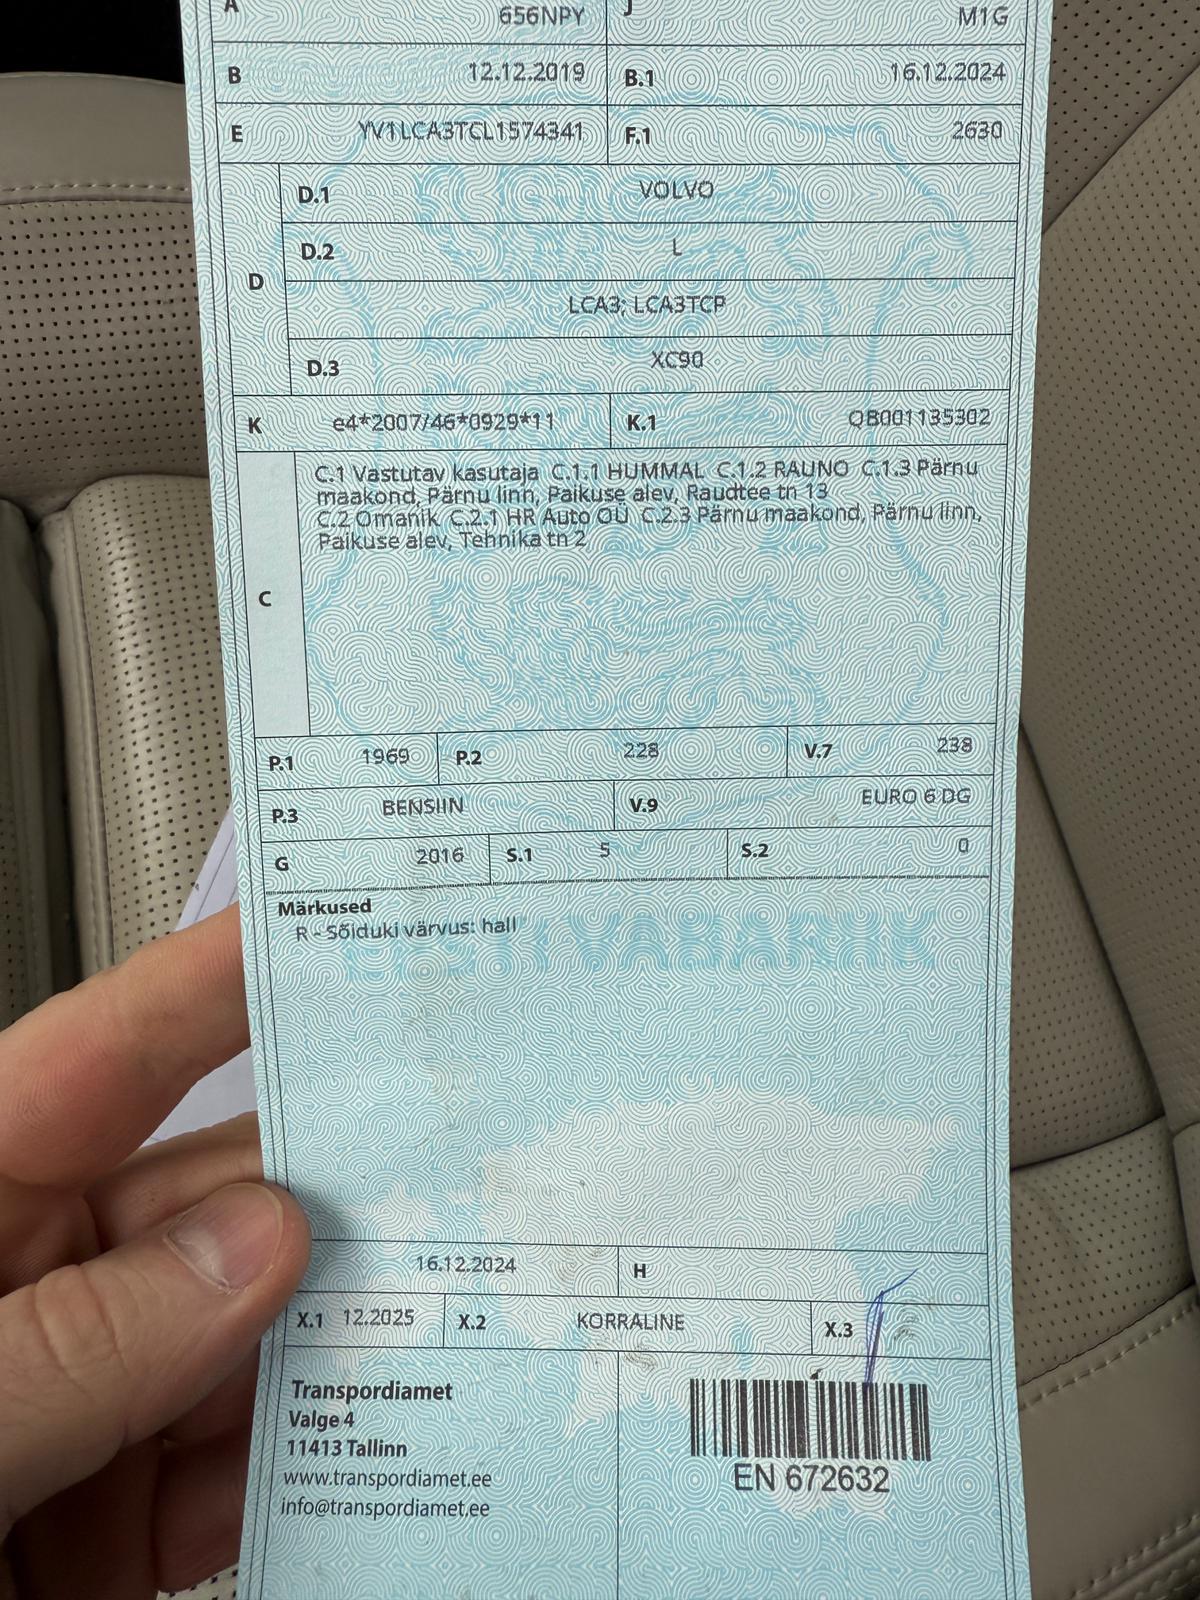 A 656NPY J M1G
B 12.12.2019 B.1 16.12.2024
E YV1LCA3TCL1574341 F.1 2630
D.1 VOLVO
D.2 L
D
LCA3; LCA3TCP
D.3 XC90
K e4*2007/46*0929*11 K.1 QB001135302
C.1 Vastutav kasutaja C.1.1 HUMMAL C.1.2 RAUNO C.1.3 Pärnu
maakond, Pärnu linn, Paikuse alev, Raudtee tn 13
C.2 Omanik C.2.1 HR Auto OÜ C.2.3 Pärnu maakond, Pärnu linn,
Paikuse alev, Tehnika tn 2
C
P.1 1969 P.2 228 V.7 238
P.3 BENSIIN V.9 EURO 6 DG
G 2016 S.1 5 S.2 0
Märkused
R - Sõiduki värvus: hall
EESTI VABARIIK
16.12.2024 H
X.1 12.2025 X.2 KORRALINE X.3
Transpordiamet
Valge 4
11413 Tallinn
www.transpordiamet.ee
info@transpordiamet.ee
EN 672632